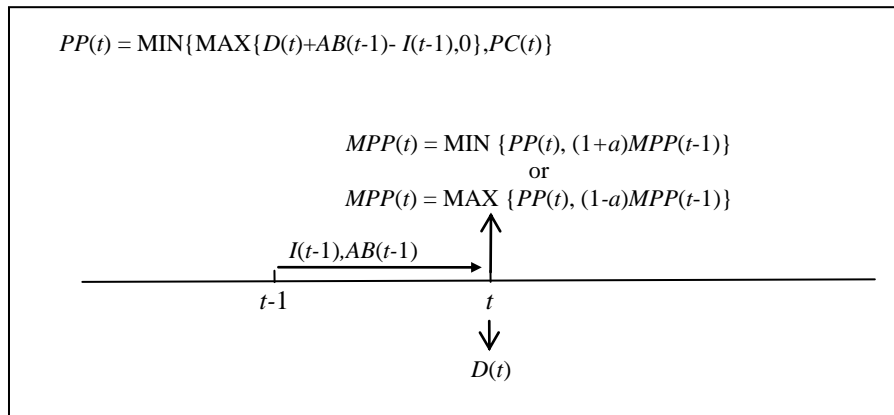 PP(t) = MIN{MAX{D(t)+AB(t-1)- I(t-1),0},PC(t)}
MPP(t) = MIN {PP(t), (1+a)MPP(t-1)}
or
MPP(t) = MAX {PP(t), (1-a)MPP(t-1)}
I(t-1),AB(t-1)
t-1
t
D(t)